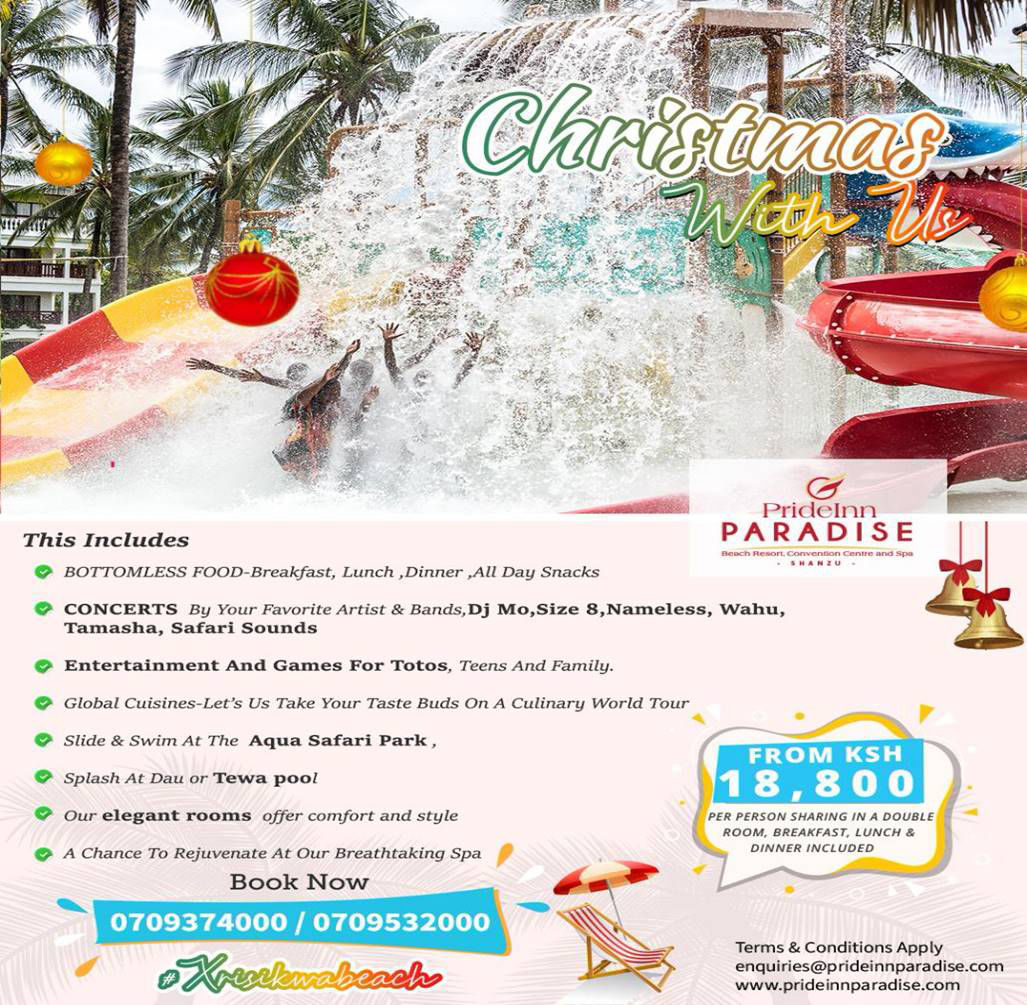 Christmas
With Us
PrideInn
PARADISE
Beach Resort, Convention Centre and Spa
- SHANZU -
This Includes
BOTTOMLESS FOOD-Breakfast, Lunch ,Dinner ,All Day Snacks
CONCERTS By Your Favorite Artist & Bands,Dj Mo,Size 8,Nameless, Wahu,
Tamasha, Safari Sounds
Entertainment And Games For Totos, Teens And Family.
Global Cuisines-Let's Us Take Your Taste Buds On A Culinary World Tour
Slide & Swim At The Aqua Safari Park ,
Splash At Dau or Tewa pool
Our elegant rooms offer comfort and style
A Chance To Rejuvenate At Our Breathtaking Spa
FROM KSH
18,800
PER PERSON SHARING IN A DOUBLE
ROOM, BREAKFAST, LUNCH &
DINNER INCLUDED
Book Now
0709374000 / 0709532000
#Xrisikwabeach
Terms & Conditions Apply
enquiries@prideinnparadise.com
www.prideinnparadise.com